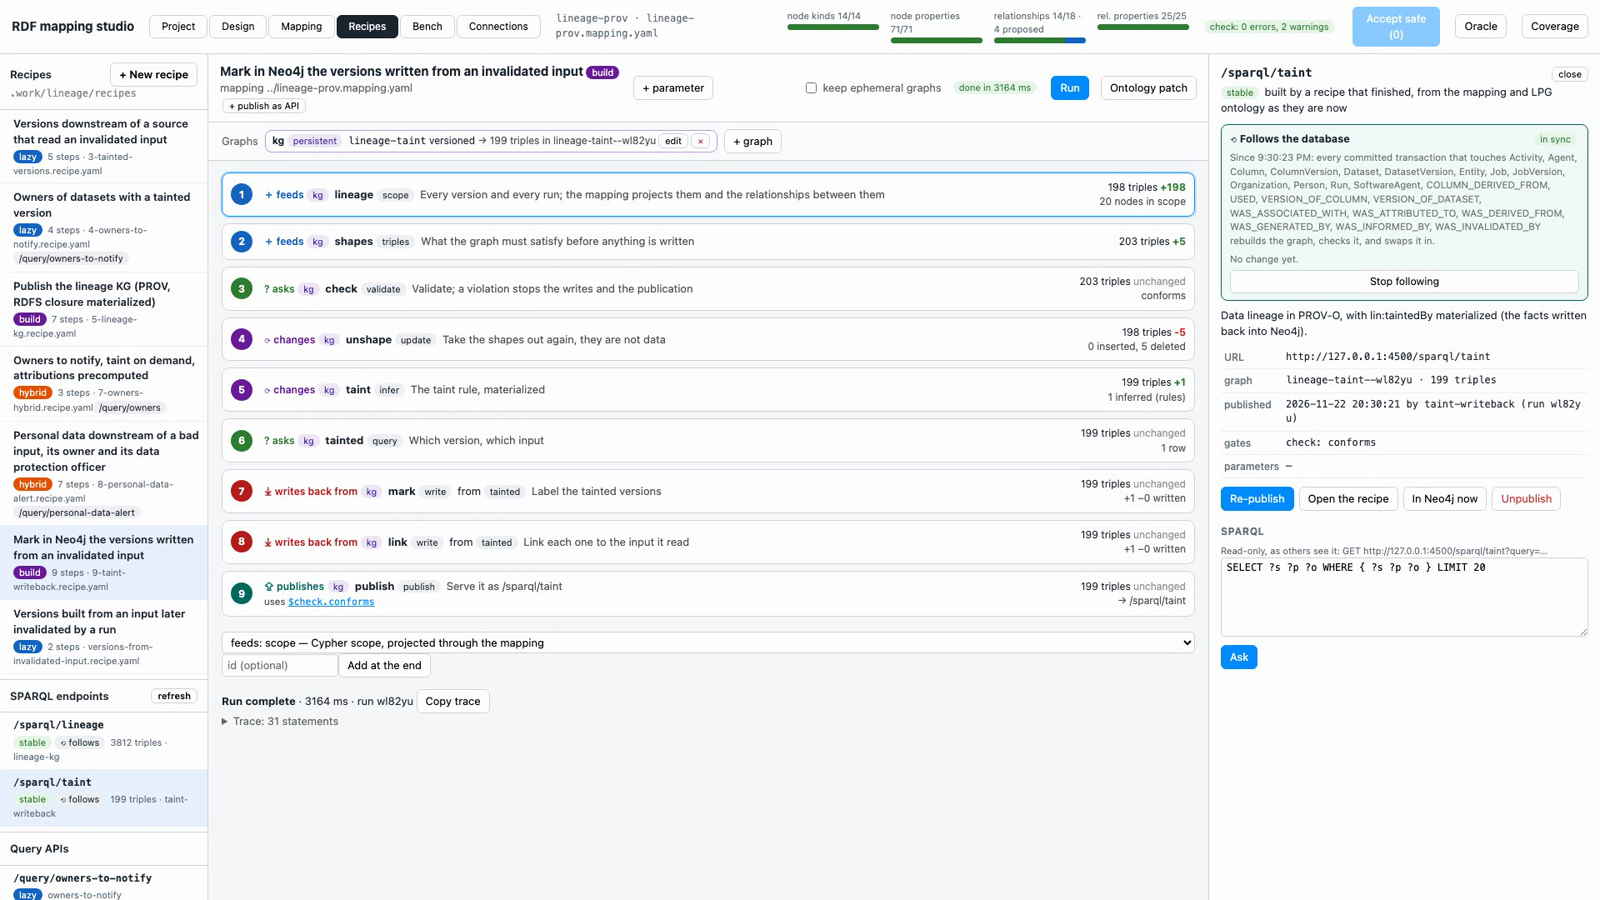 RDF mapping studio
Project
Design
Mapping
Recipes
Bench
Connections
lineage-prov · lineage-
prov.mapping.yaml
node kinds 14/14
node properties
71/71
relationships 14/18 ·
4 proposed
rel. properties 25/25
check: 0 errors, 2 warnings
Accept safe
(0)
Oracle
Coverage
Recipes
+ New recipe
.work/lineage/recipes
Versions downstream of a source
that read an invalidated input
lazy 5 steps · 3-tainted-
versions.recipe.yaml
Owners of datasets with a tainted
version
lazy 4 steps · 4-owners-to-
notify.recipe.yaml
/query/owners-to-notify
Publish the lineage KG (PROV,
RDFS closure materialized)
build 7 steps · 5-lineage-
kg.recipe.yaml
Owners to notify, taint on demand,
attributions precomputed
hybrid 3 steps · 7-owners-
hybrid.recipe.yaml /query/owners
Personal data downstream of a bad
input, its owner and its data
protection officer
hybrid 7 steps · 8-personal-data-
alert.recipe.yaml
/query/personal-data-alert
Mark in Neo4j the versions written
from an invalidated input
build 9 steps · 9-taint-
writeback.recipe.yaml
Versions built from an input later
invalidated by a run
lazy 2 steps · versions-from-
invalidated-input.recipe.yaml
SPARQL endpoints
refresh
/sparql/lineage
stable ⟲ follows 3812 triples ·
lineage-kg
/sparql/taint
stable ⟲ follows 199 triples · taint-
writeback
Query APIs
/query/owners-to-notify
lazy owners-to-notify
Mark in Neo4j the versions written from an invalidated input build
mapping ../lineage-prov.mapping.yaml
+ publish as API
+ parameter
keep ephemeral graphs
done in 3164 ms
Run
Ontology patch
Graphs kg persistent lineage-taint versioned → 199 triples in lineage-taint--wl82yu edit × + graph
1 + feeds kg lineage scope Every version and every run; the mapping projects them and the relationships between them
198 triples +198
20 nodes in scope
2 + feeds kg shapes triples What the graph must satisfy before anything is written
203 triples +5
3 ? asks kg check validate Validate; a violation stops the writes and the publication
203 triples unchanged
conforms
4 ⟳ changes kg unshape update Take the shapes out again, they are not data
198 triples -5
0 inserted, 5 deleted
5 ⟳ changes kg taint infer The taint rule, materialized
199 triples +1
1 inferred (rules)
6 ? asks kg tainted query Which version, which input
199 triples unchanged
1 row
7 ⤓ writes back from kg mark write from tainted Label the tainted versions
199 triples unchanged
+1 −0 written
8 ⤓ writes back from kg link write from tainted Link each one to the input it read
199 triples unchanged
+1 −0 written
9 ⇪ publishes kg publish publish Serve it as /sparql/taint
uses $check.conforms
199 triples unchanged
→ /sparql/taint
feeds: scope — Cypher scope, projected through the mapping
id (optional)
Add at the end
Run complete · 3164 ms · run wl82yu Copy trace
▶ Trace: 31 statements
/sparql/taint
close
stable built by a recipe that finished, from the mapping and LPG
ontology as they are now
⟲ Follows the database
in sync
Since 9:30:23 PM: every committed transaction that touches Activity, Agent,
Column, ColumnVersion, Dataset, DatasetVersion, Entity, Job, JobVersion,
Organization, Person, Run, SoftwareAgent, COLUMN_DERIVED_FROM,
USED, VERSION_OF_COLUMN, VERSION_OF_DATASET,
WAS_ASSOCIATED_WITH, WAS_ATTRIBUTED_TO, WAS_DERIVED_FROM,
WAS_GENERATED_BY, WAS_INFORMED_BY, WAS_INVALIDATED_BY
rebuilds the graph, checks it, and swaps it in.
No change yet.
Stop following
Data lineage in PROV-O, with lin:taintedBy materialized (the facts written
back into Neo4j).
URL http://127.0.0.1:4500/sparql/taint
graph lineage-taint--wl82yu · 199 triples
published 2026-11-22 20:30:21 by taint-writeback (run wl82y
u)
gates check: conforms
parameters —
Re-publish
Open the recipe
In Neo4j now
Unpublish
SPARQL
Read-only, as others see it: GET http://127.0.0.1:4500/sparql/taint?query=…
SELECT ?s ?p ?o WHERE { ?s ?p ?o } LIMIT 20
Ask